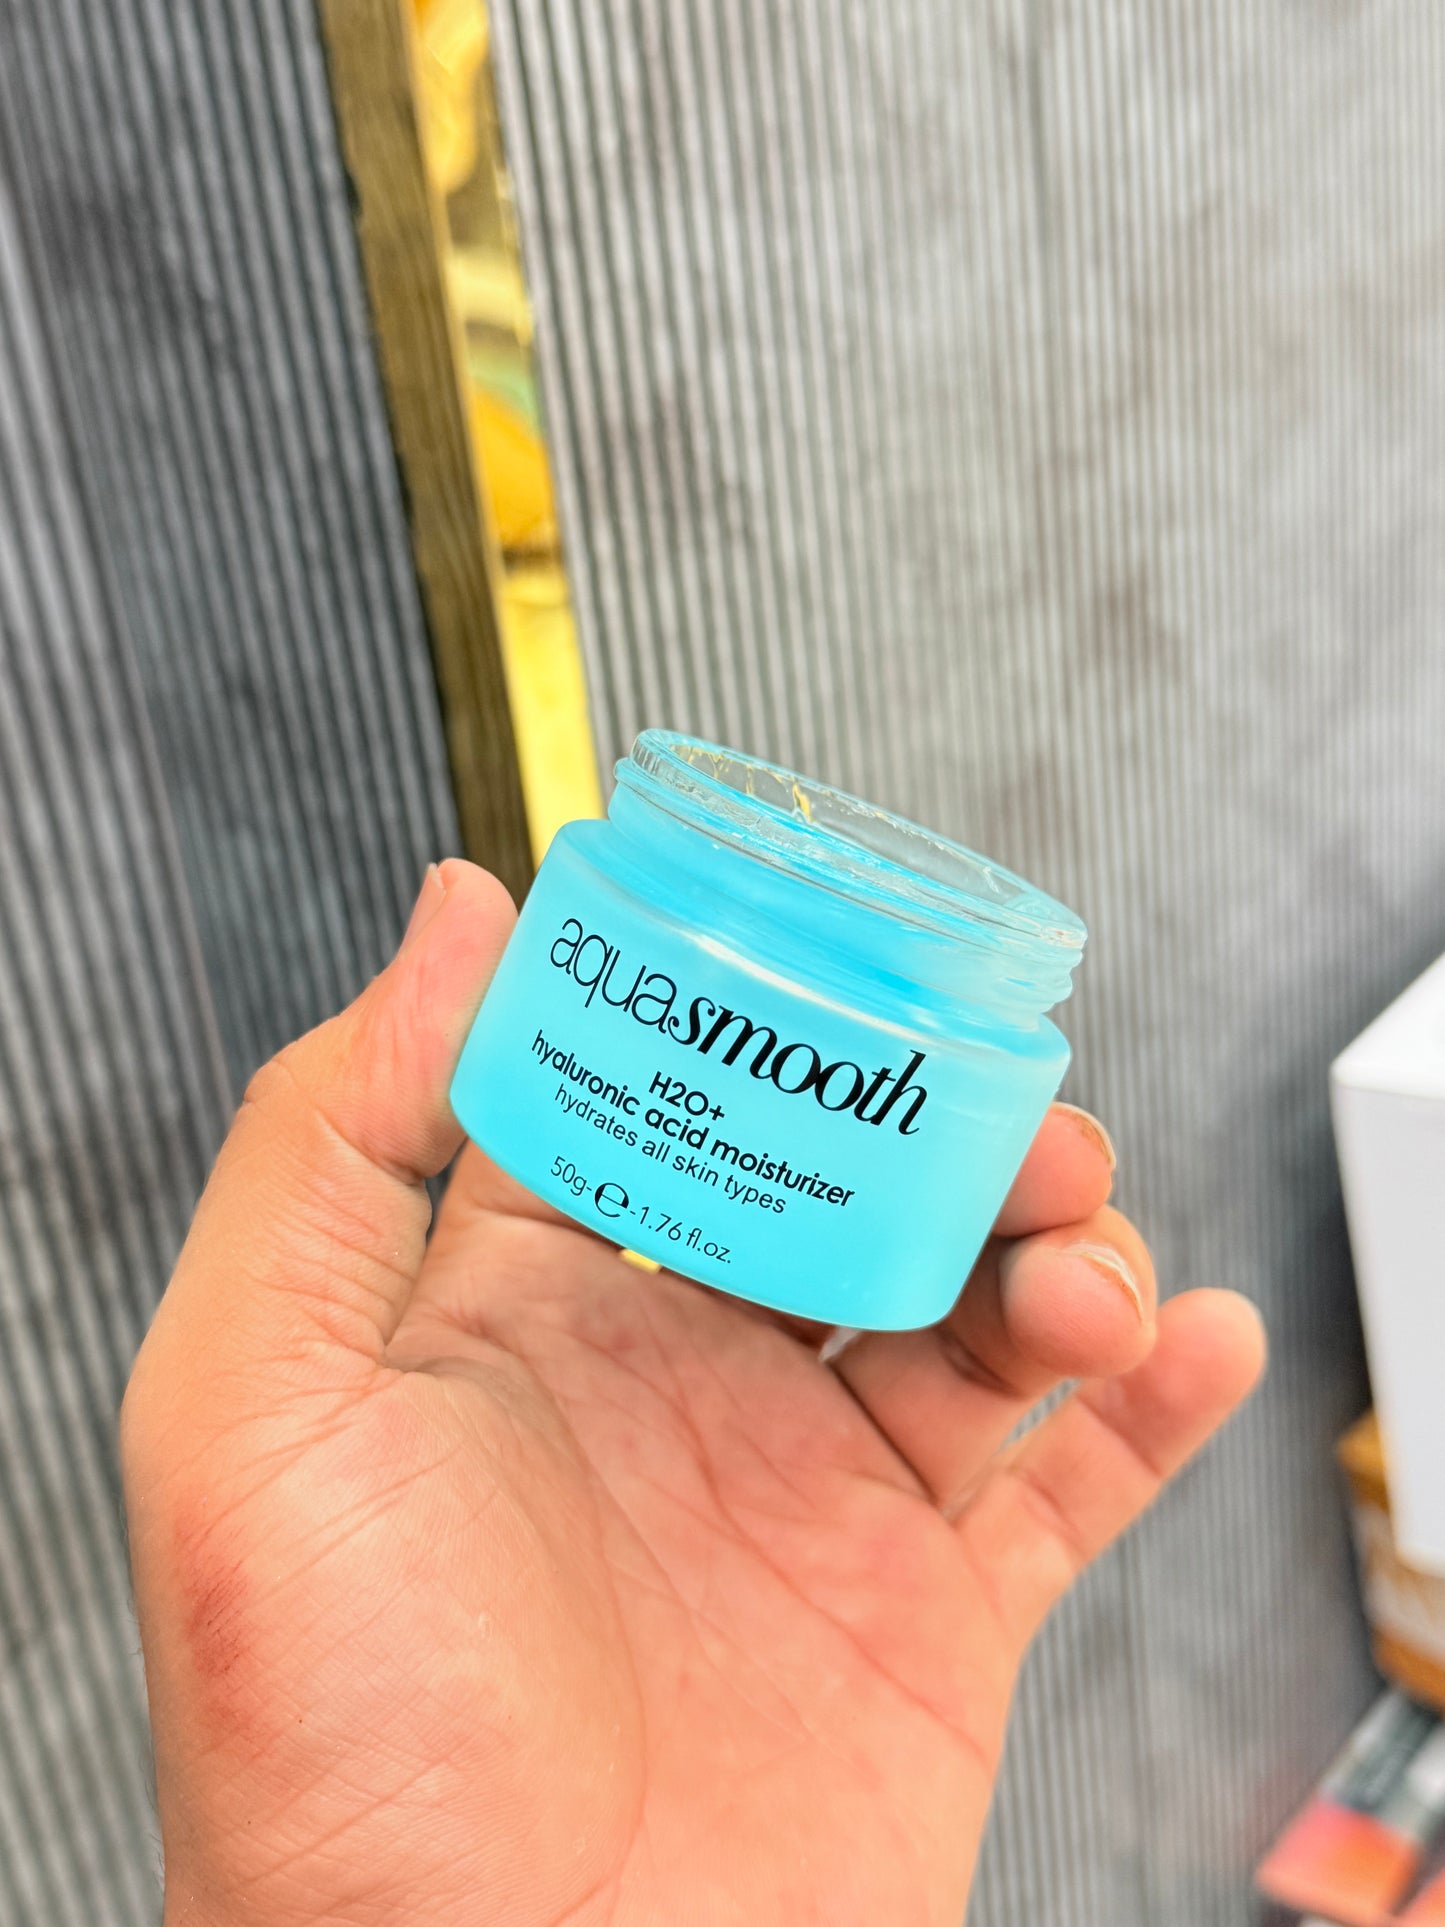 aquasmooth
H2O+
hyaluronic acid moisturizer
hydrates all skin types
50g-℮-1.76 fl.oz.